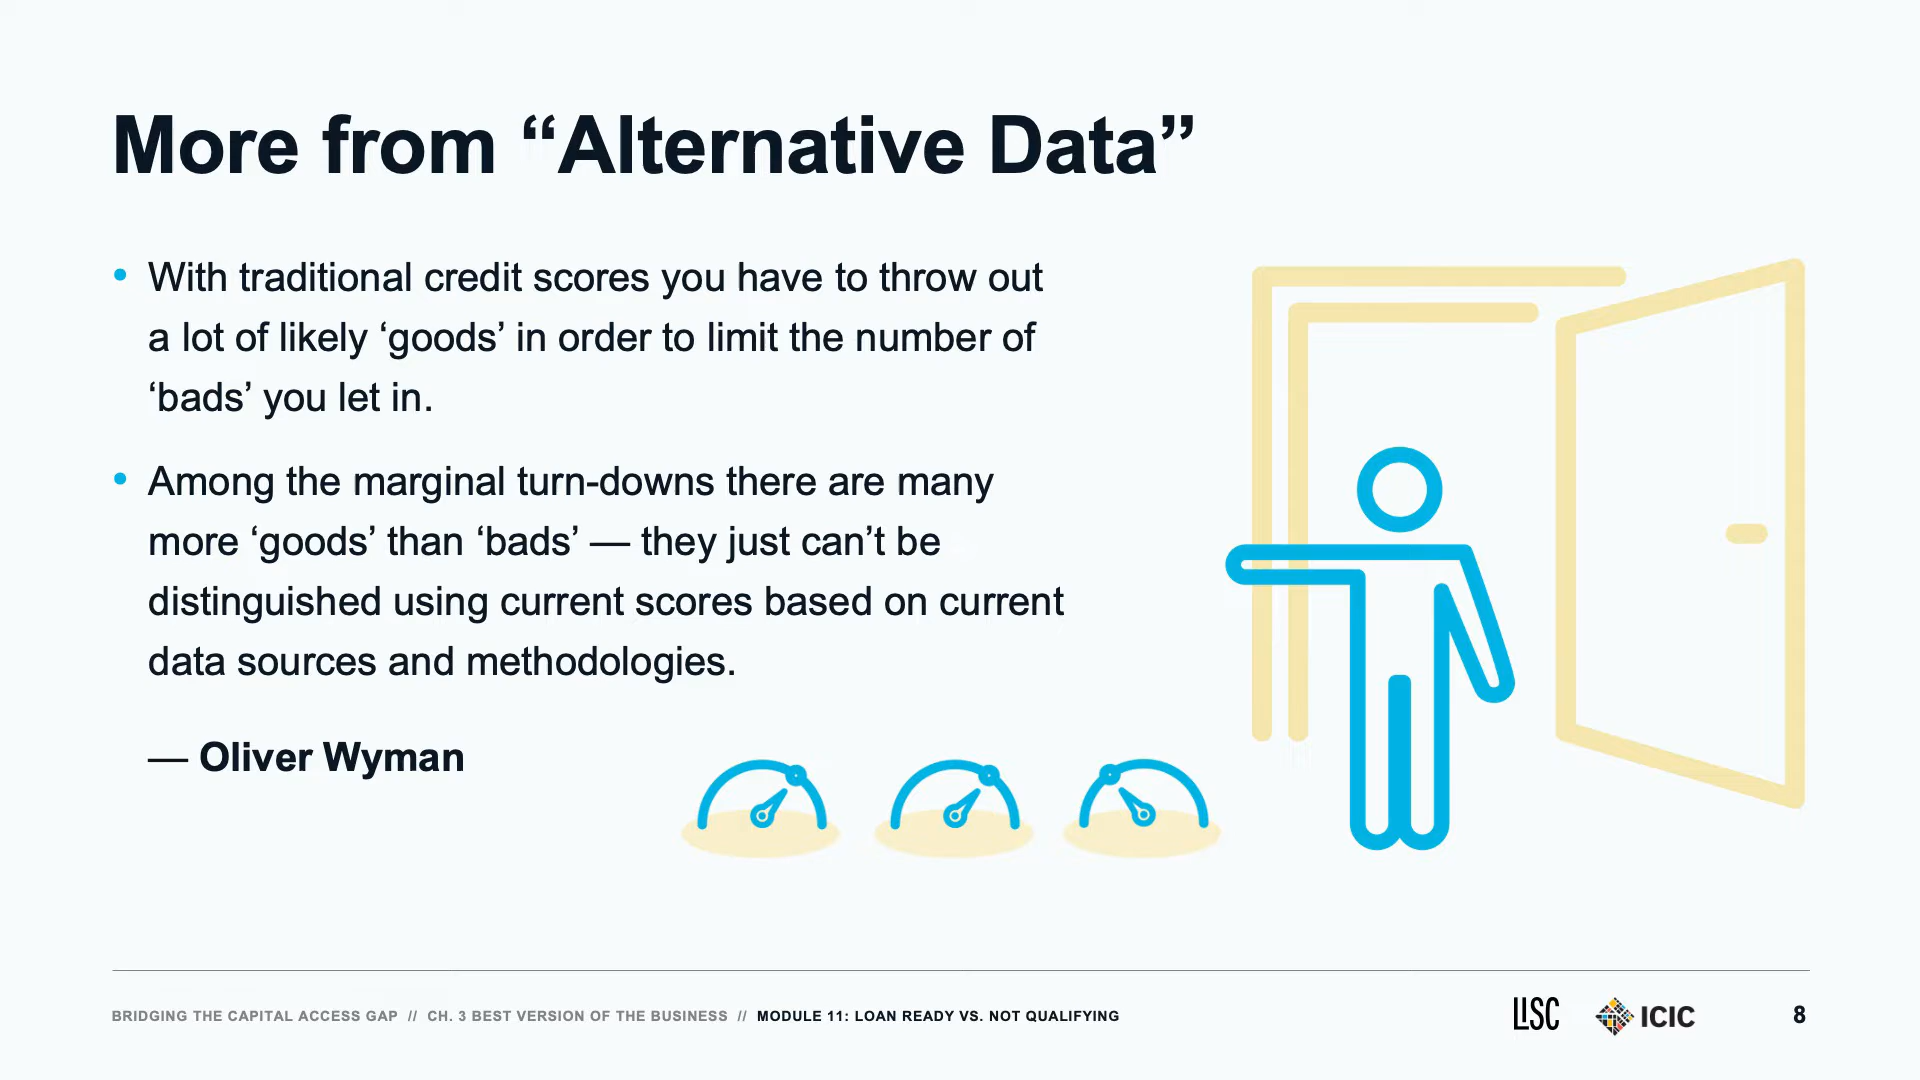 More from “Alternative Data”
• With traditional credit scores you have to throw out
a lot of likely ‘goods’ in order to limit the number of
‘bads’ you let in.
• Among the marginal turn-downs there are many
more ‘goods’ than ‘bads’ — they just can’t be
distinguished using current scores based on current
data sources and methodologies.
— Oliver Wyman
BRIDGING THE CAPITAL ACCESS GAP // CH. 3 BEST VERSION OF THE BUSINESS // MODULE 11: LOAN READY VS. NOT QUALIFYING
LISC
ICIC
8